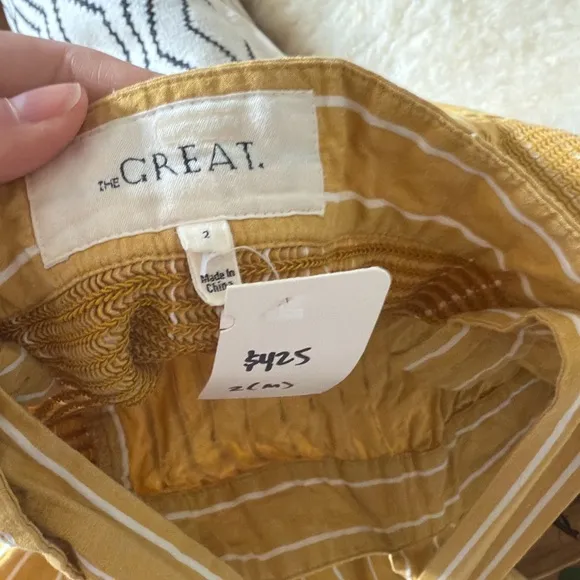 THE GREAT.
2
Made in
China
$425
2 (M)